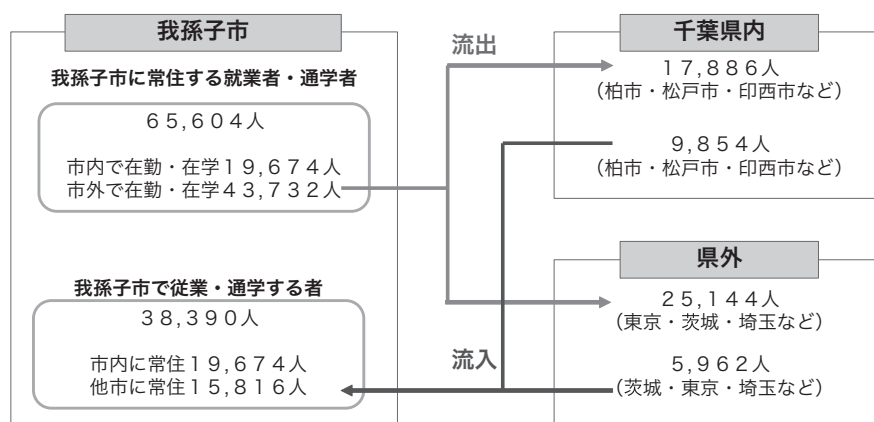 我孫子市
我孫子市に常住する就業者・通学者
６５,６０４人
市内で在勤・在学１９,６７４人
市外で在勤・在学４３,７３２人
我孫子市で従業・通学する者
３８,３９０人
市内に常住１９,６７４人
他市に常住１５,８１６人
流出
流入
千葉県内
１７,８８６人
（柏市・松戸市・印西市など）
９,８５４人
（柏市・松戸市・印西市など）
県外
２５,１４４人
（東京・茨城・埼玉など）
５,９６２人
（茨城・東京・埼玉など）